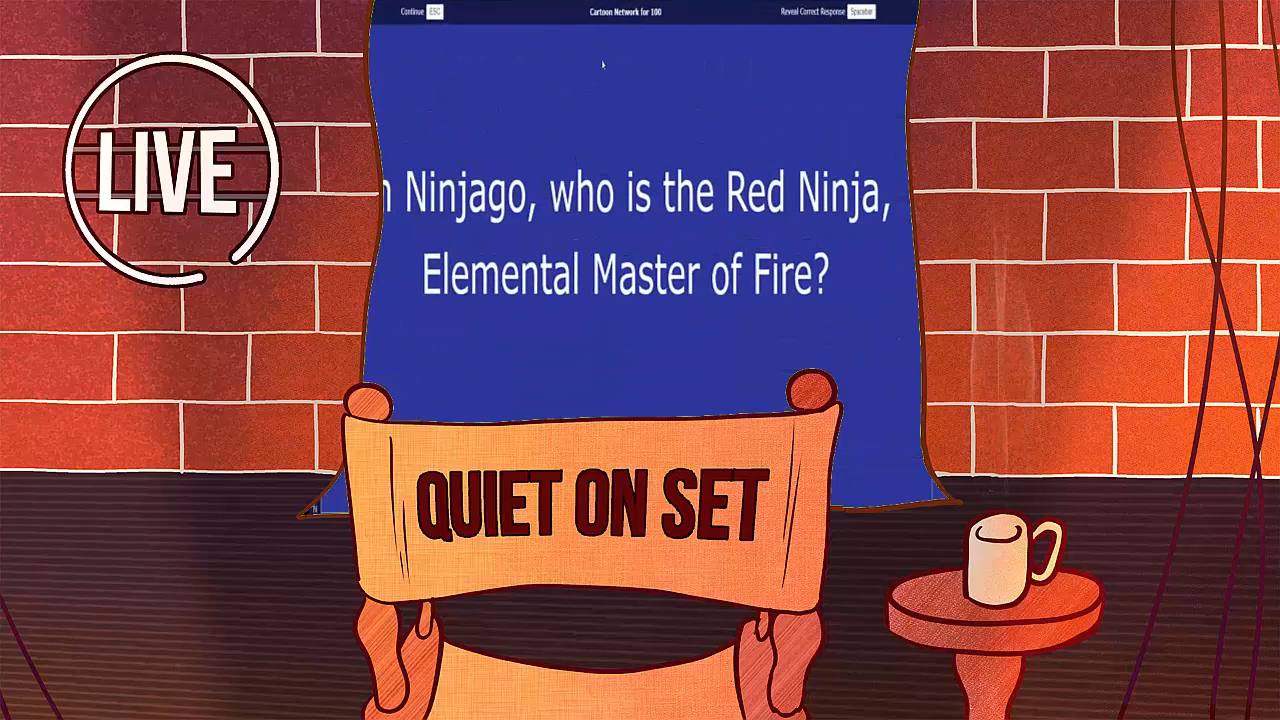 Continue ESC
Cartoon Network for 100
Reveal Correct Response Spacebar
LIVE
n Ninjago, who is the Red Ninja,
Elemental Master of Fire?
QUIET ON SET